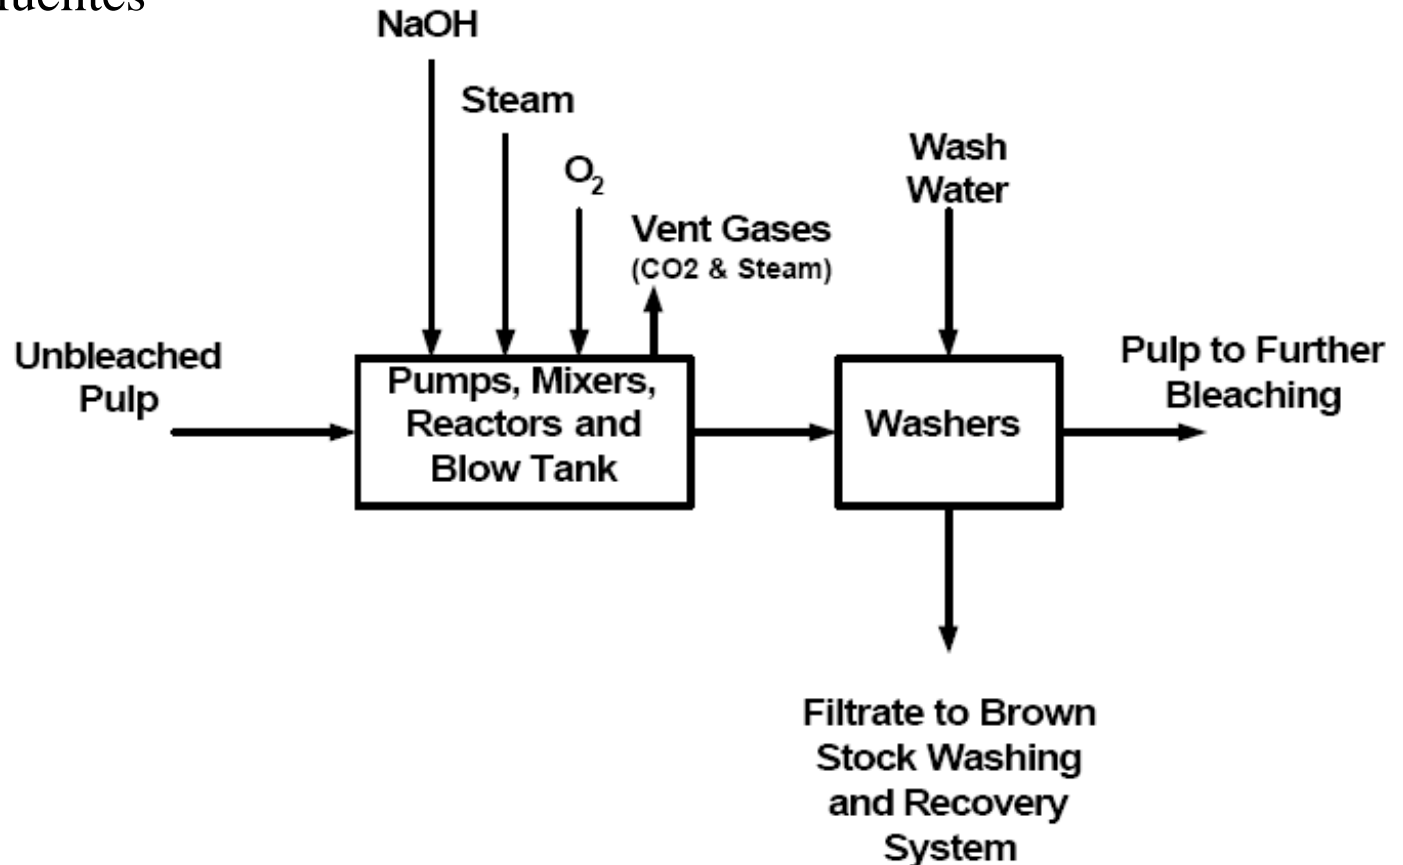 NaOH
Steam
O₂
Wash
Water
Vent Gases
(CO2 & Steam)
Unbleached
Pulp
Pumps, Mixers,
Reactors and
Blow Tank
Washers
Pulp to Further
Bleaching
Filtrate to Brown
Stock Washing
and Recovery
System